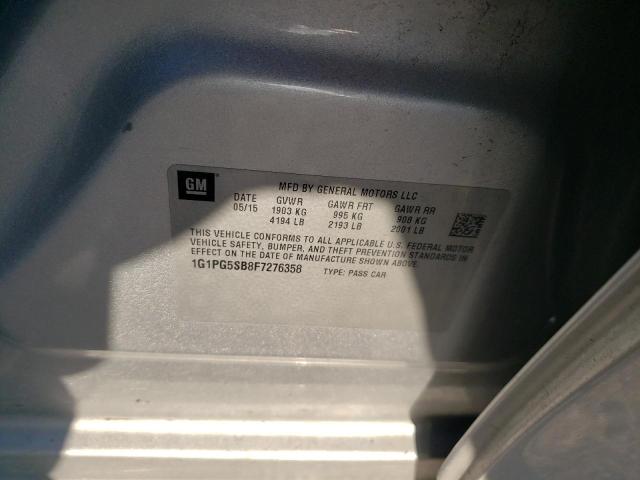 GM
MFD BY GENERAL MOTORS LLC
DATE GVWR GAWR FRT GAWR RR
05/15 1903 KG 995 KG 908 KG
4194 LB 2193 LB 2001 LB
THIS VEHICLE CONFORMS TO ALL APPLICABLE U.S. FEDERAL MOTOR
VEHICLE SAFETY, BUMPER, AND THEFT PREVENTION STANDARDS IN
EFFECT ON THE DATE OF MANUFACTURE SHOWN ABOVE.
1G1PG5SB8F7276358 TYPE: PASS CAR